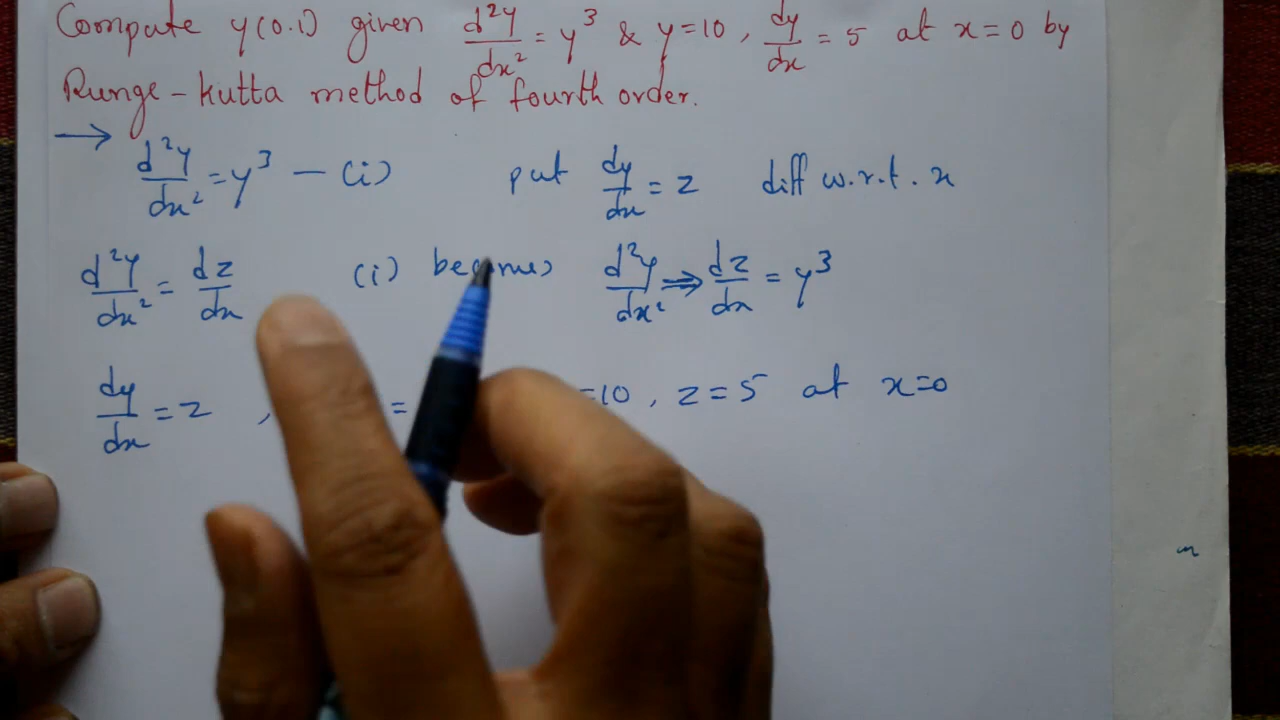 Compute y(0.1) given d²y/dx² = y³ & y=10, dy/dx = 5 at x=0 by
Runge-kutta method of fourth order.
→ d²y/dx² = y³ — (i) put dy/dx = z diff w.r.t. x
d²y/dx² = dz/dx (i) becomes d²y/dx² ⇒ dz/dx = y³
dy/dx = z , = =10, z=5 at x=0